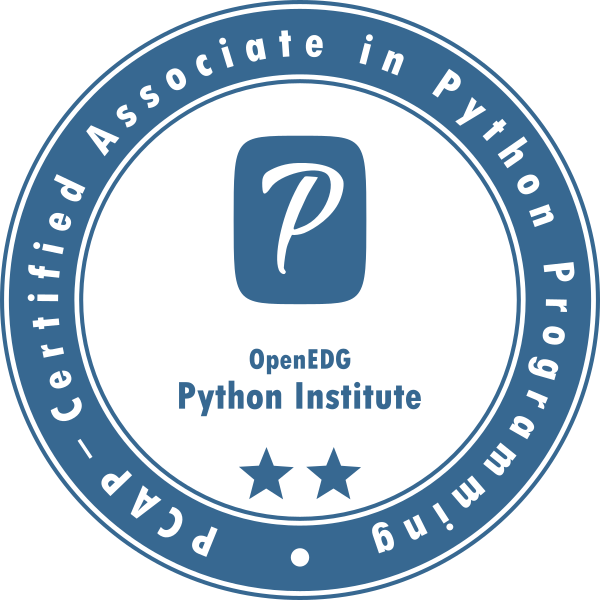 PCAP – Certified Associate in Python Programming
P
OpenEDG
Python Institute